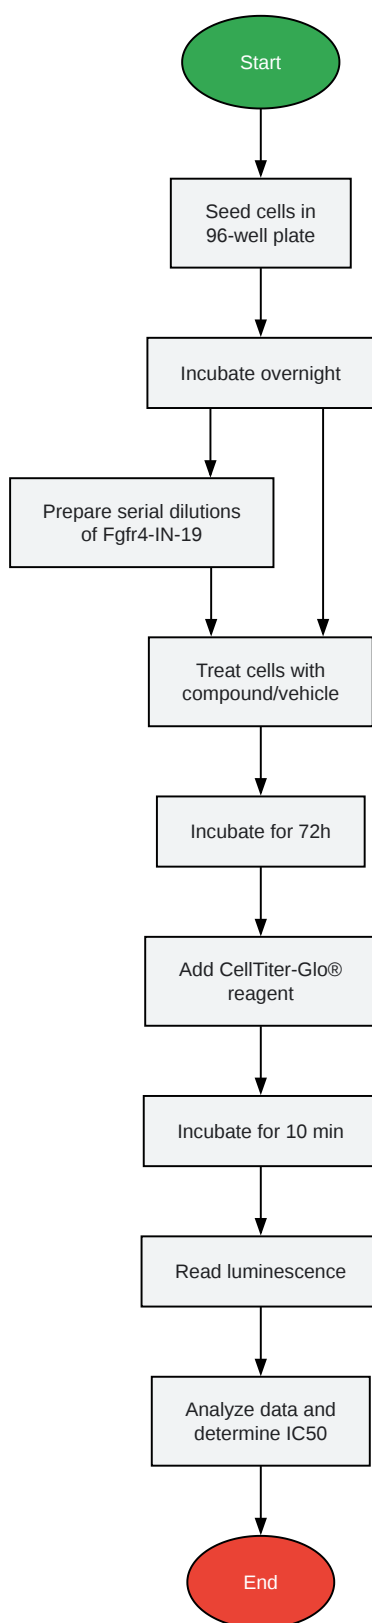 Start
Seed cells in
96-well plate
Incubate overnight
Prepare serial dilutions
of Fgfr4-IN-19
Treat cells with
compound/vehicle
Incubate for 72h
Add CellTiter-Glo®
reagent
Incubate for 10 min
Read luminescence
Analyze data and
determine IC50
End